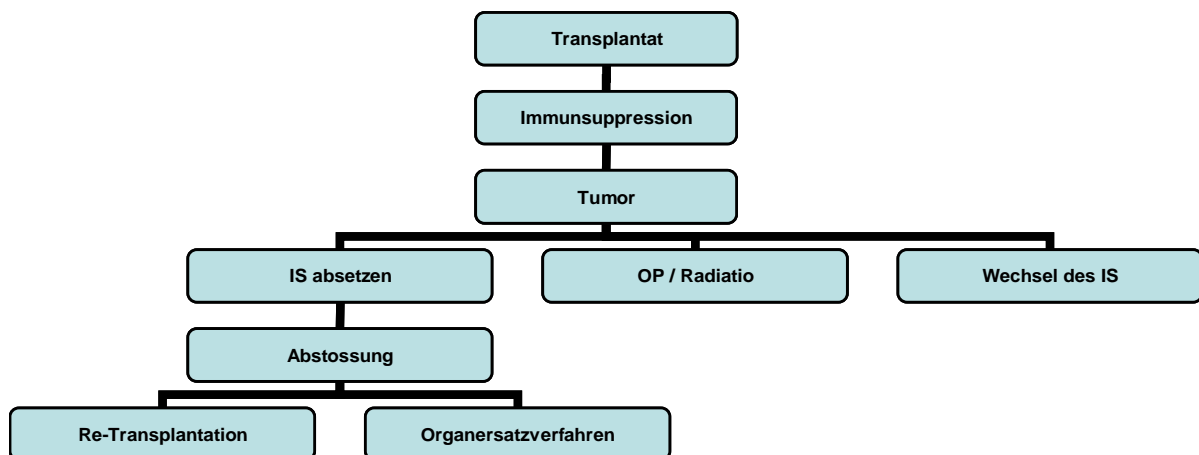 Transplantat
Immunsuppression
Tumor
IS absetzen
OP / Radiatio
Wechsel des IS
Abstossung
Re-Transplantation
Organersatzverfahren